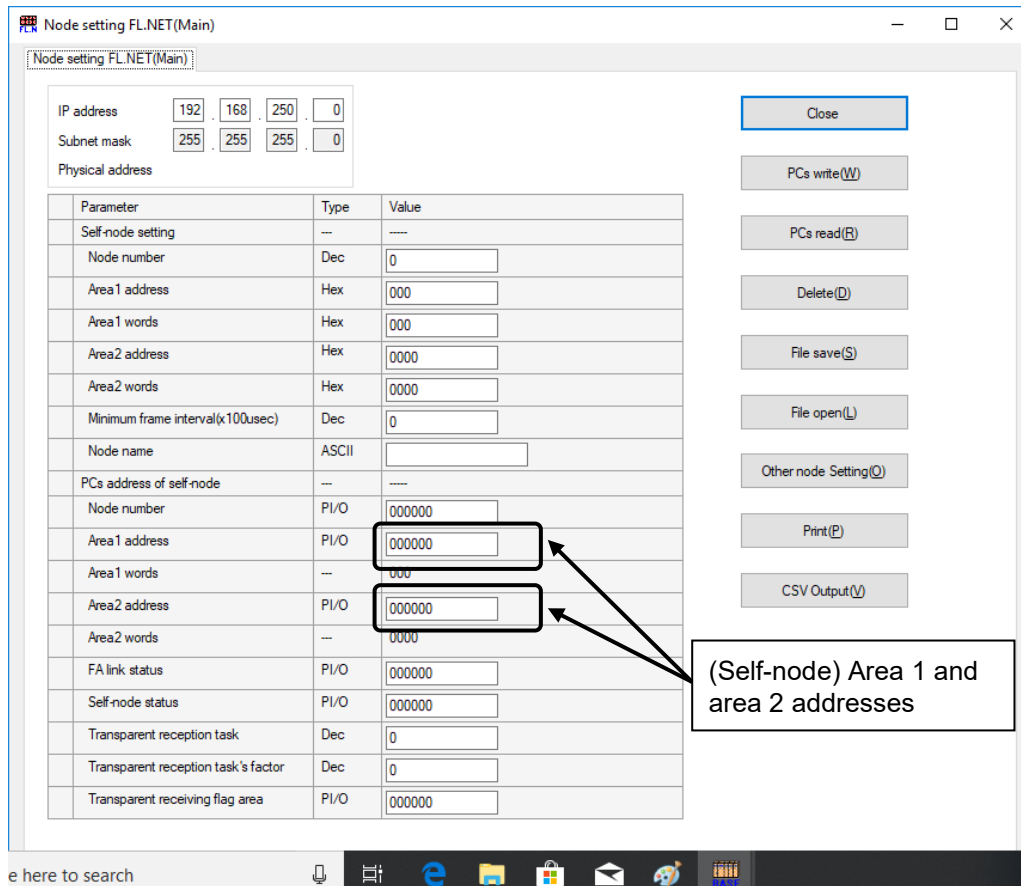 FL.N Node setting FL.NET(Main)
Node setting FL.NET(Main)
IP address 192 . 168 . 250 . 0
Subnet mask 255 . 255 . 255 . 0
Physical address
Close
PCs write(W)
PCs read(R)
Delete(D)
File save(S)
File open(L)
Other node Setting(O)
Print(P)
CSV Output(V)
Parameter Type Value
Self-node setting --- -----
Node number Dec 0
Area1 address Hex 000
Area1 words Hex 000
Area2 address Hex 0000
Area2 words Hex 0000
Minimum frame interval(x100usec) Dec 0
Node name ASCII
PCs address of self-node --- -----
Node number PI/O 000000
Area1 address PI/O 000000
Area1 words --- 000
Area2 address PI/O 000000
Area2 words --- 0000
FA link status PI/O 000000
Self-node status PI/O 000000
Transparent reception task Dec 0
Transparent reception task's factor Dec 0
Transparent receiving flag area PI/O 000000
(Self-node) Area 1 and
area 2 addresses
e here to search
BASE